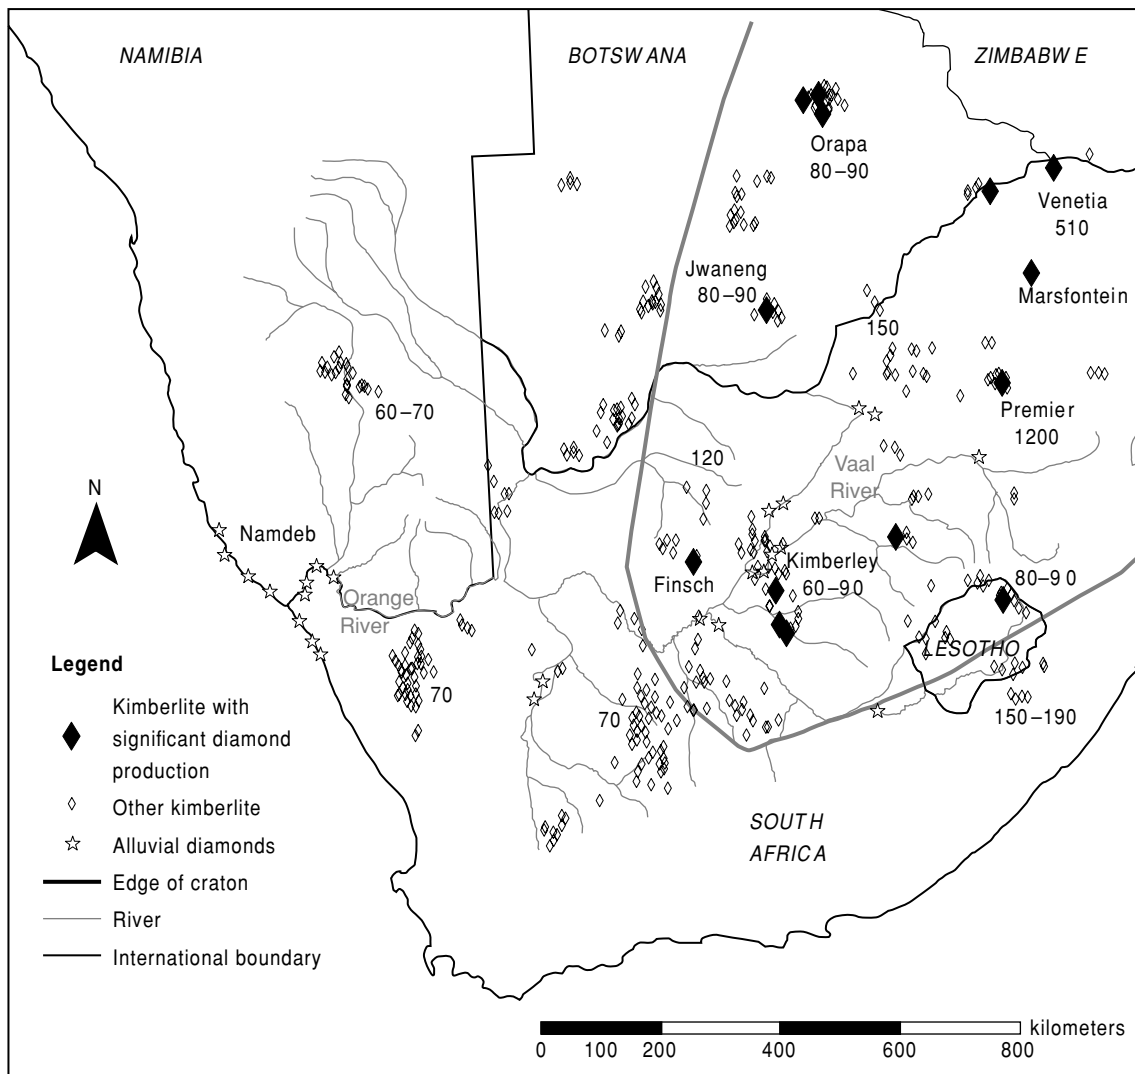 NAMIBIA
BOTSWANA
ZIMBABWE
Orapa
80–90
Venetia
510
Jwaneng
80–90
Marsfontein
150
60–70
Premier
1200
120
Vaal
River
N
Namdeb
Kimberley
60–90
Finsch
80–90
Orange
River
LESOTHO
70
70
150–190
SOUTH
AFRICA
Legend
Kimberlite with
significant diamond
production
Other kimberlite
Alluvial diamonds
Edge of craton
River
International boundary
kilometers
0 100 200 400 600 800